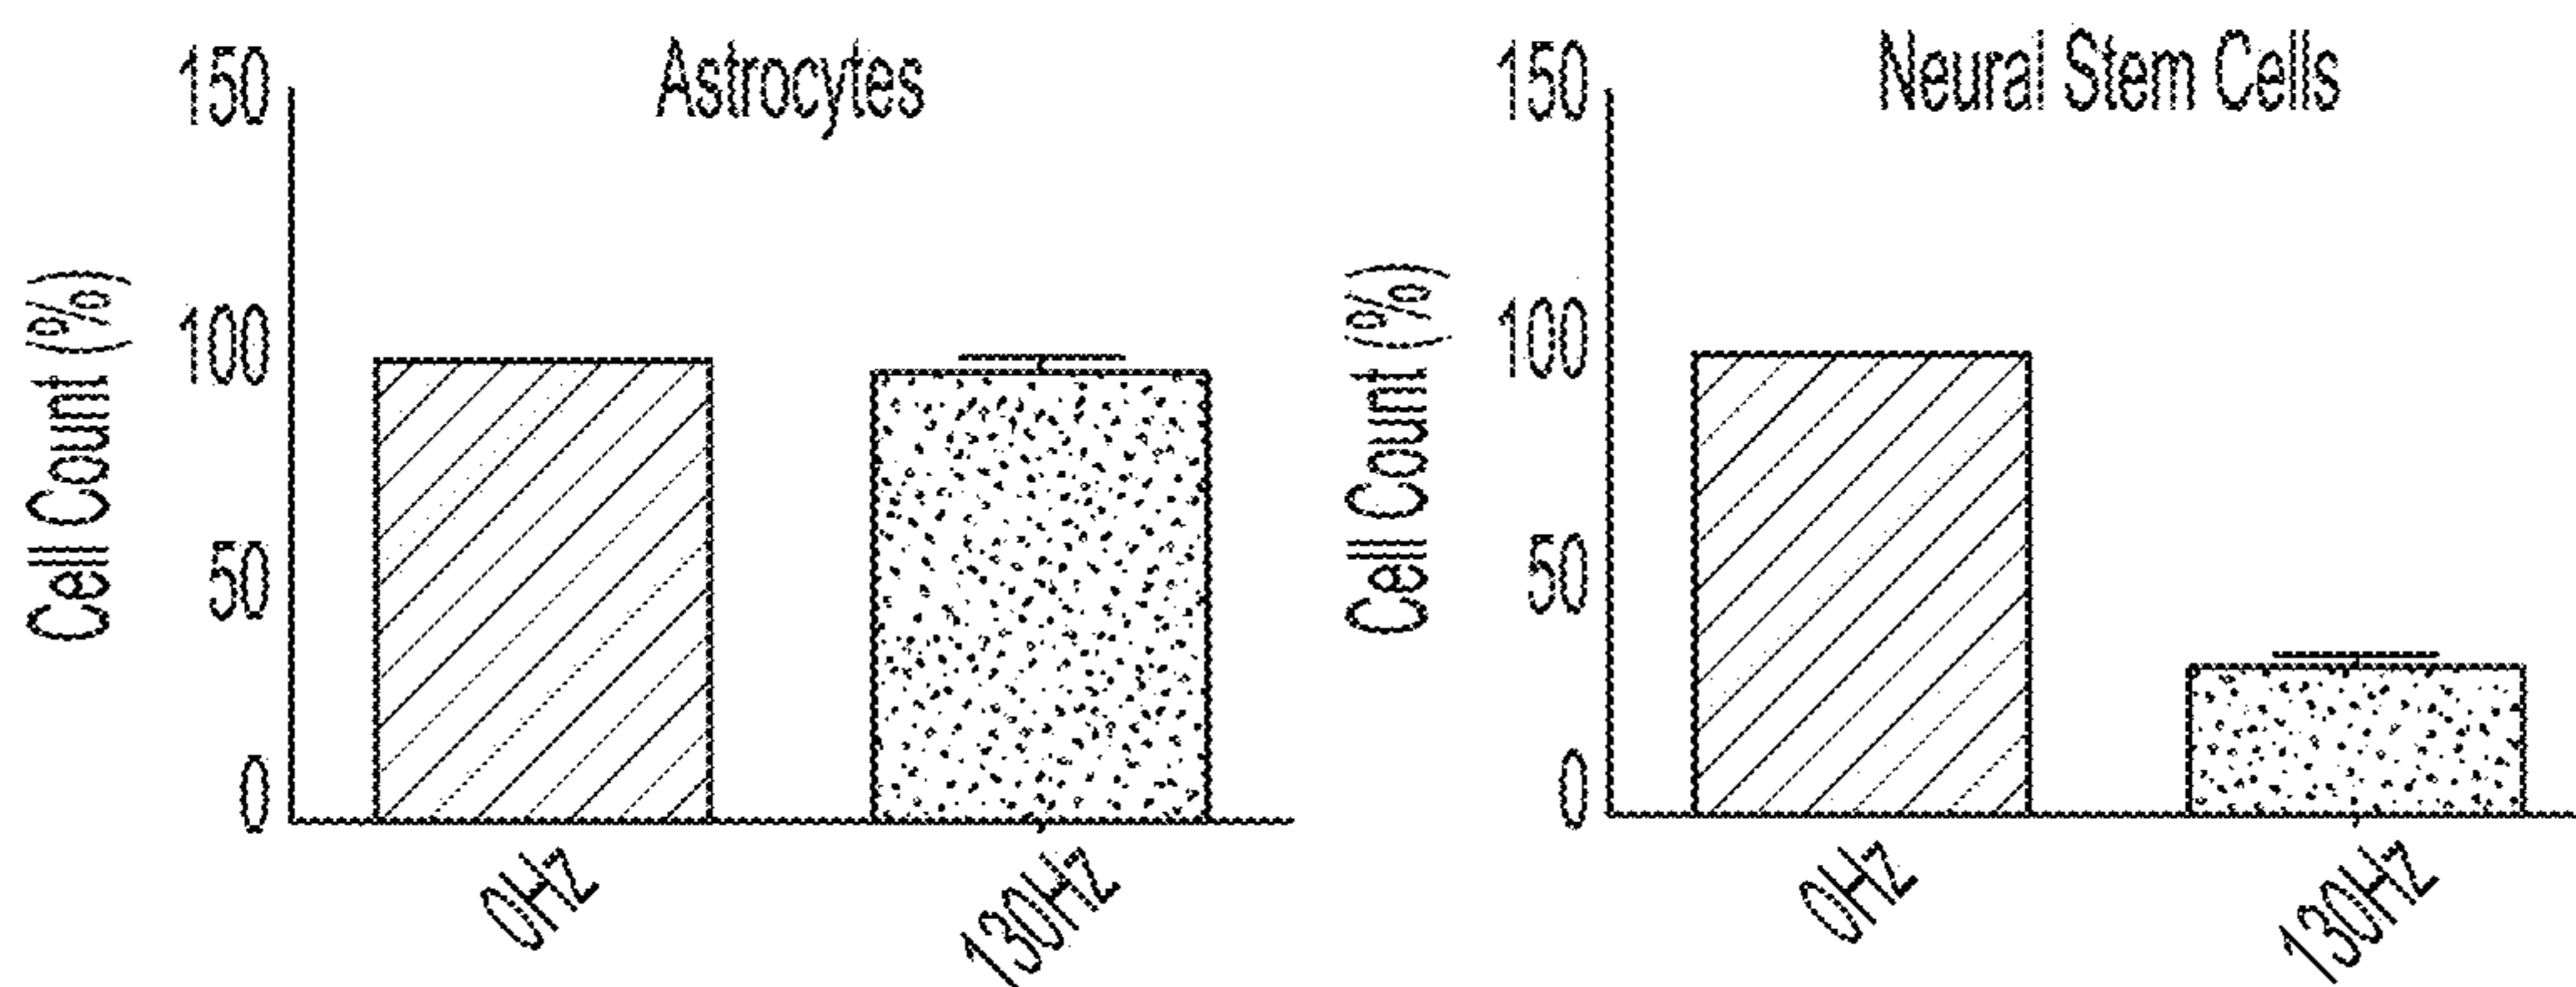 Astrocytes
Cell Count (%)
150
100
50
0
0Hz
130Hz
Neural Stem Cells
Cell Count (%)
150
100
50
0
0Hz
130Hz